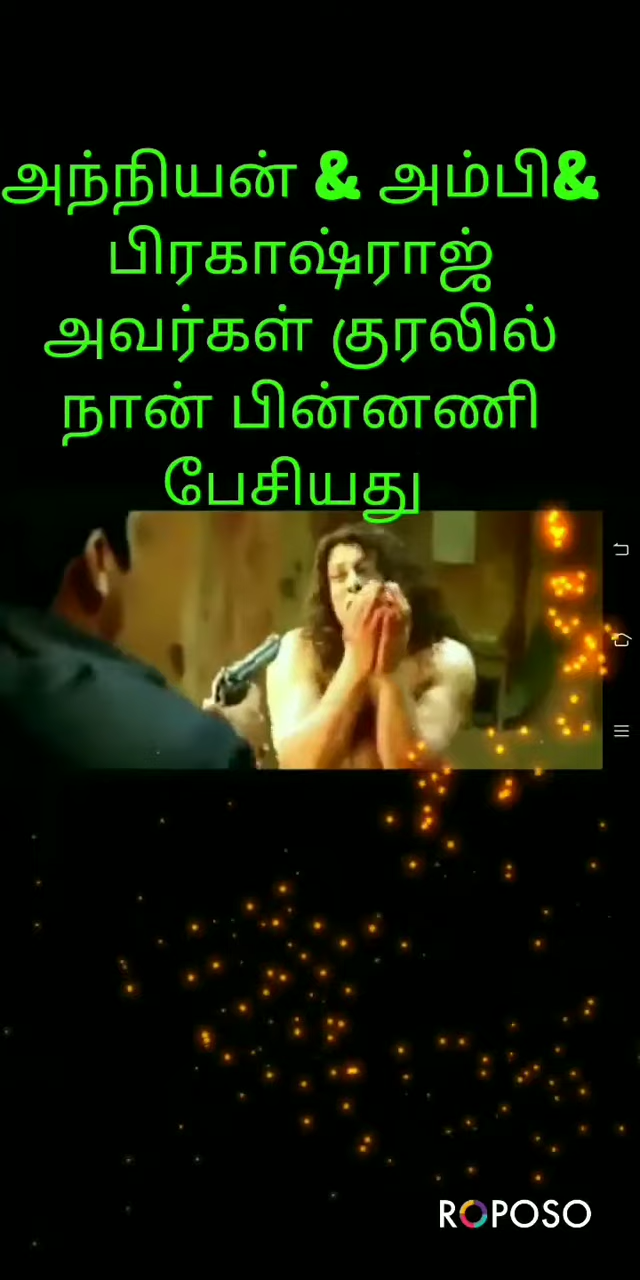 அந்நியன் & அம்பி&
பிரகாஷ்ராஜ்
அவர்கள் குரலில்
நான் பின்னணி
பேசியது
ROPOSO